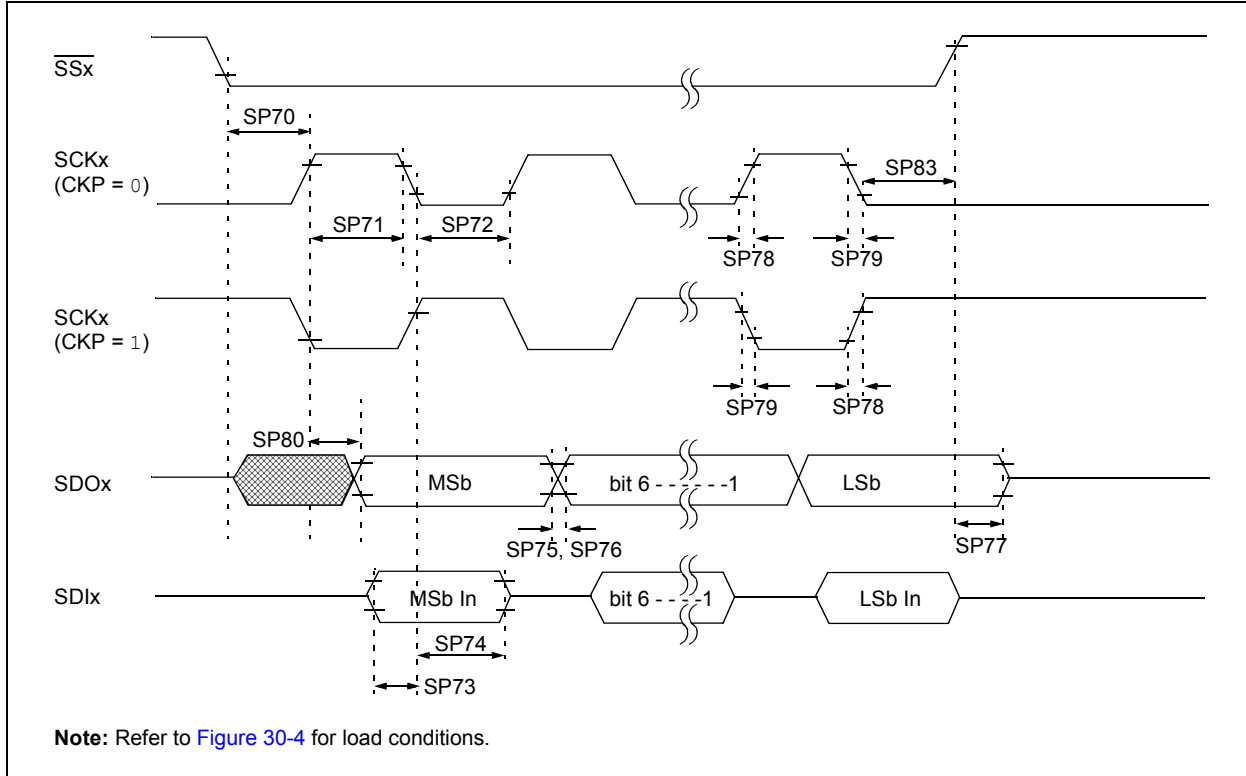 SSx
SP70
SCKx
(CKP = 0)
SP83
SP71
SP72
SP78
SP79
SCKx
(CKP = 1)
SP79
SP78
SP80
SDOx
MSb
bit 6 - - - - - -1
LSb
SP75, SP76
SP77
SDIx
MSb In
bit 6 - - - -1
LSb In
SP74
SP73
Note: Refer to Figure 30-4 for load conditions.